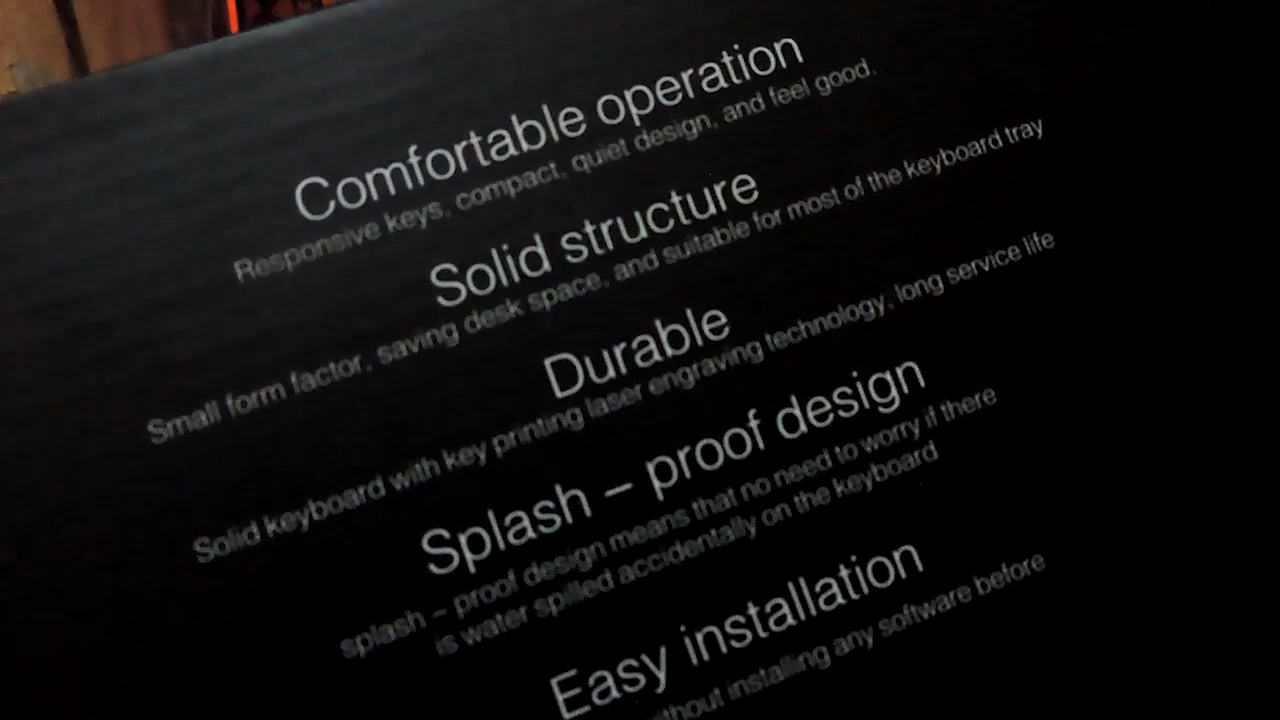 Comfortable operation
Responsive keys, compact, quiet design, and feel good.
Solid structure
Small form factor, saving desk space, and suitable for most of the keyboard tray
Durable
Solid keyboard with key printing laser engraving technology, long service life
Splash – proof design
splash – proof design means that no need to worry if there
is water spilled accidentally on the keyboard
Easy installation
installing any software before